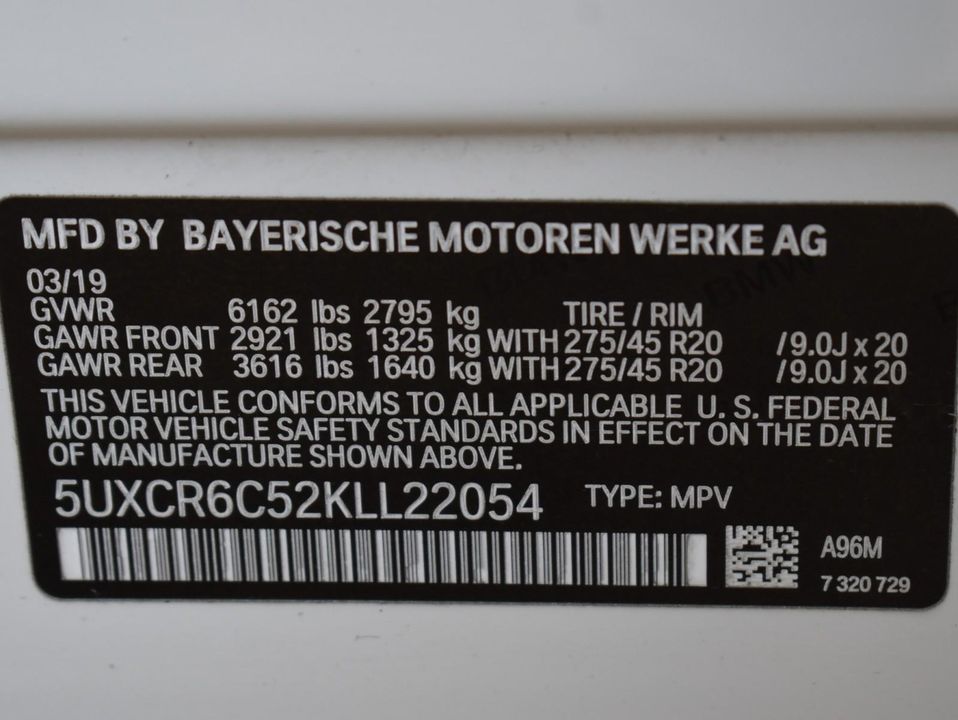 MFD BY BAYERISCHE MOTOREN WERKE AG
03/19
GVWR 6162 lbs 2795 kg TIRE / RIM
GAWR FRONT 2921 lbs 1325 kg WITH 275/45 R20 /9.0J x 20
GAWR REAR 3616 lbs 1640 kg WITH 275/45 R20 /9.0J x 20
THIS VEHICLE CONFORMS TO ALL APPLICABLE U. S. FEDERAL
MOTOR VEHICLE SAFETY STANDARDS IN EFFECT ON THE DATE
OF MANUFACTURE SHOWN ABOVE.
5UXCR6C52KLL22054 TYPE: MPV
A96M
7 320 729
BMW